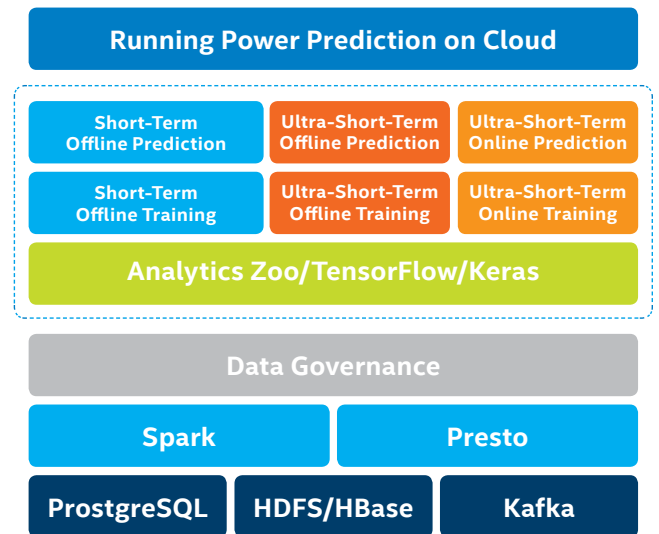 Running Power Prediction on Cloud
Short-Term
Offline Prediction
Ultra-Short-Term
Offline Prediction
Ultra-Short-Term
Online Prediction
Short-Term
Offline Training
Ultra-Short-Term
Offline Training
Ultra-Short-Term
Online Training
Analytics Zoo/TensorFlow/Keras
Data Governance
Spark
Presto
ProstgreSQL
HDFS/HBase
Kafka